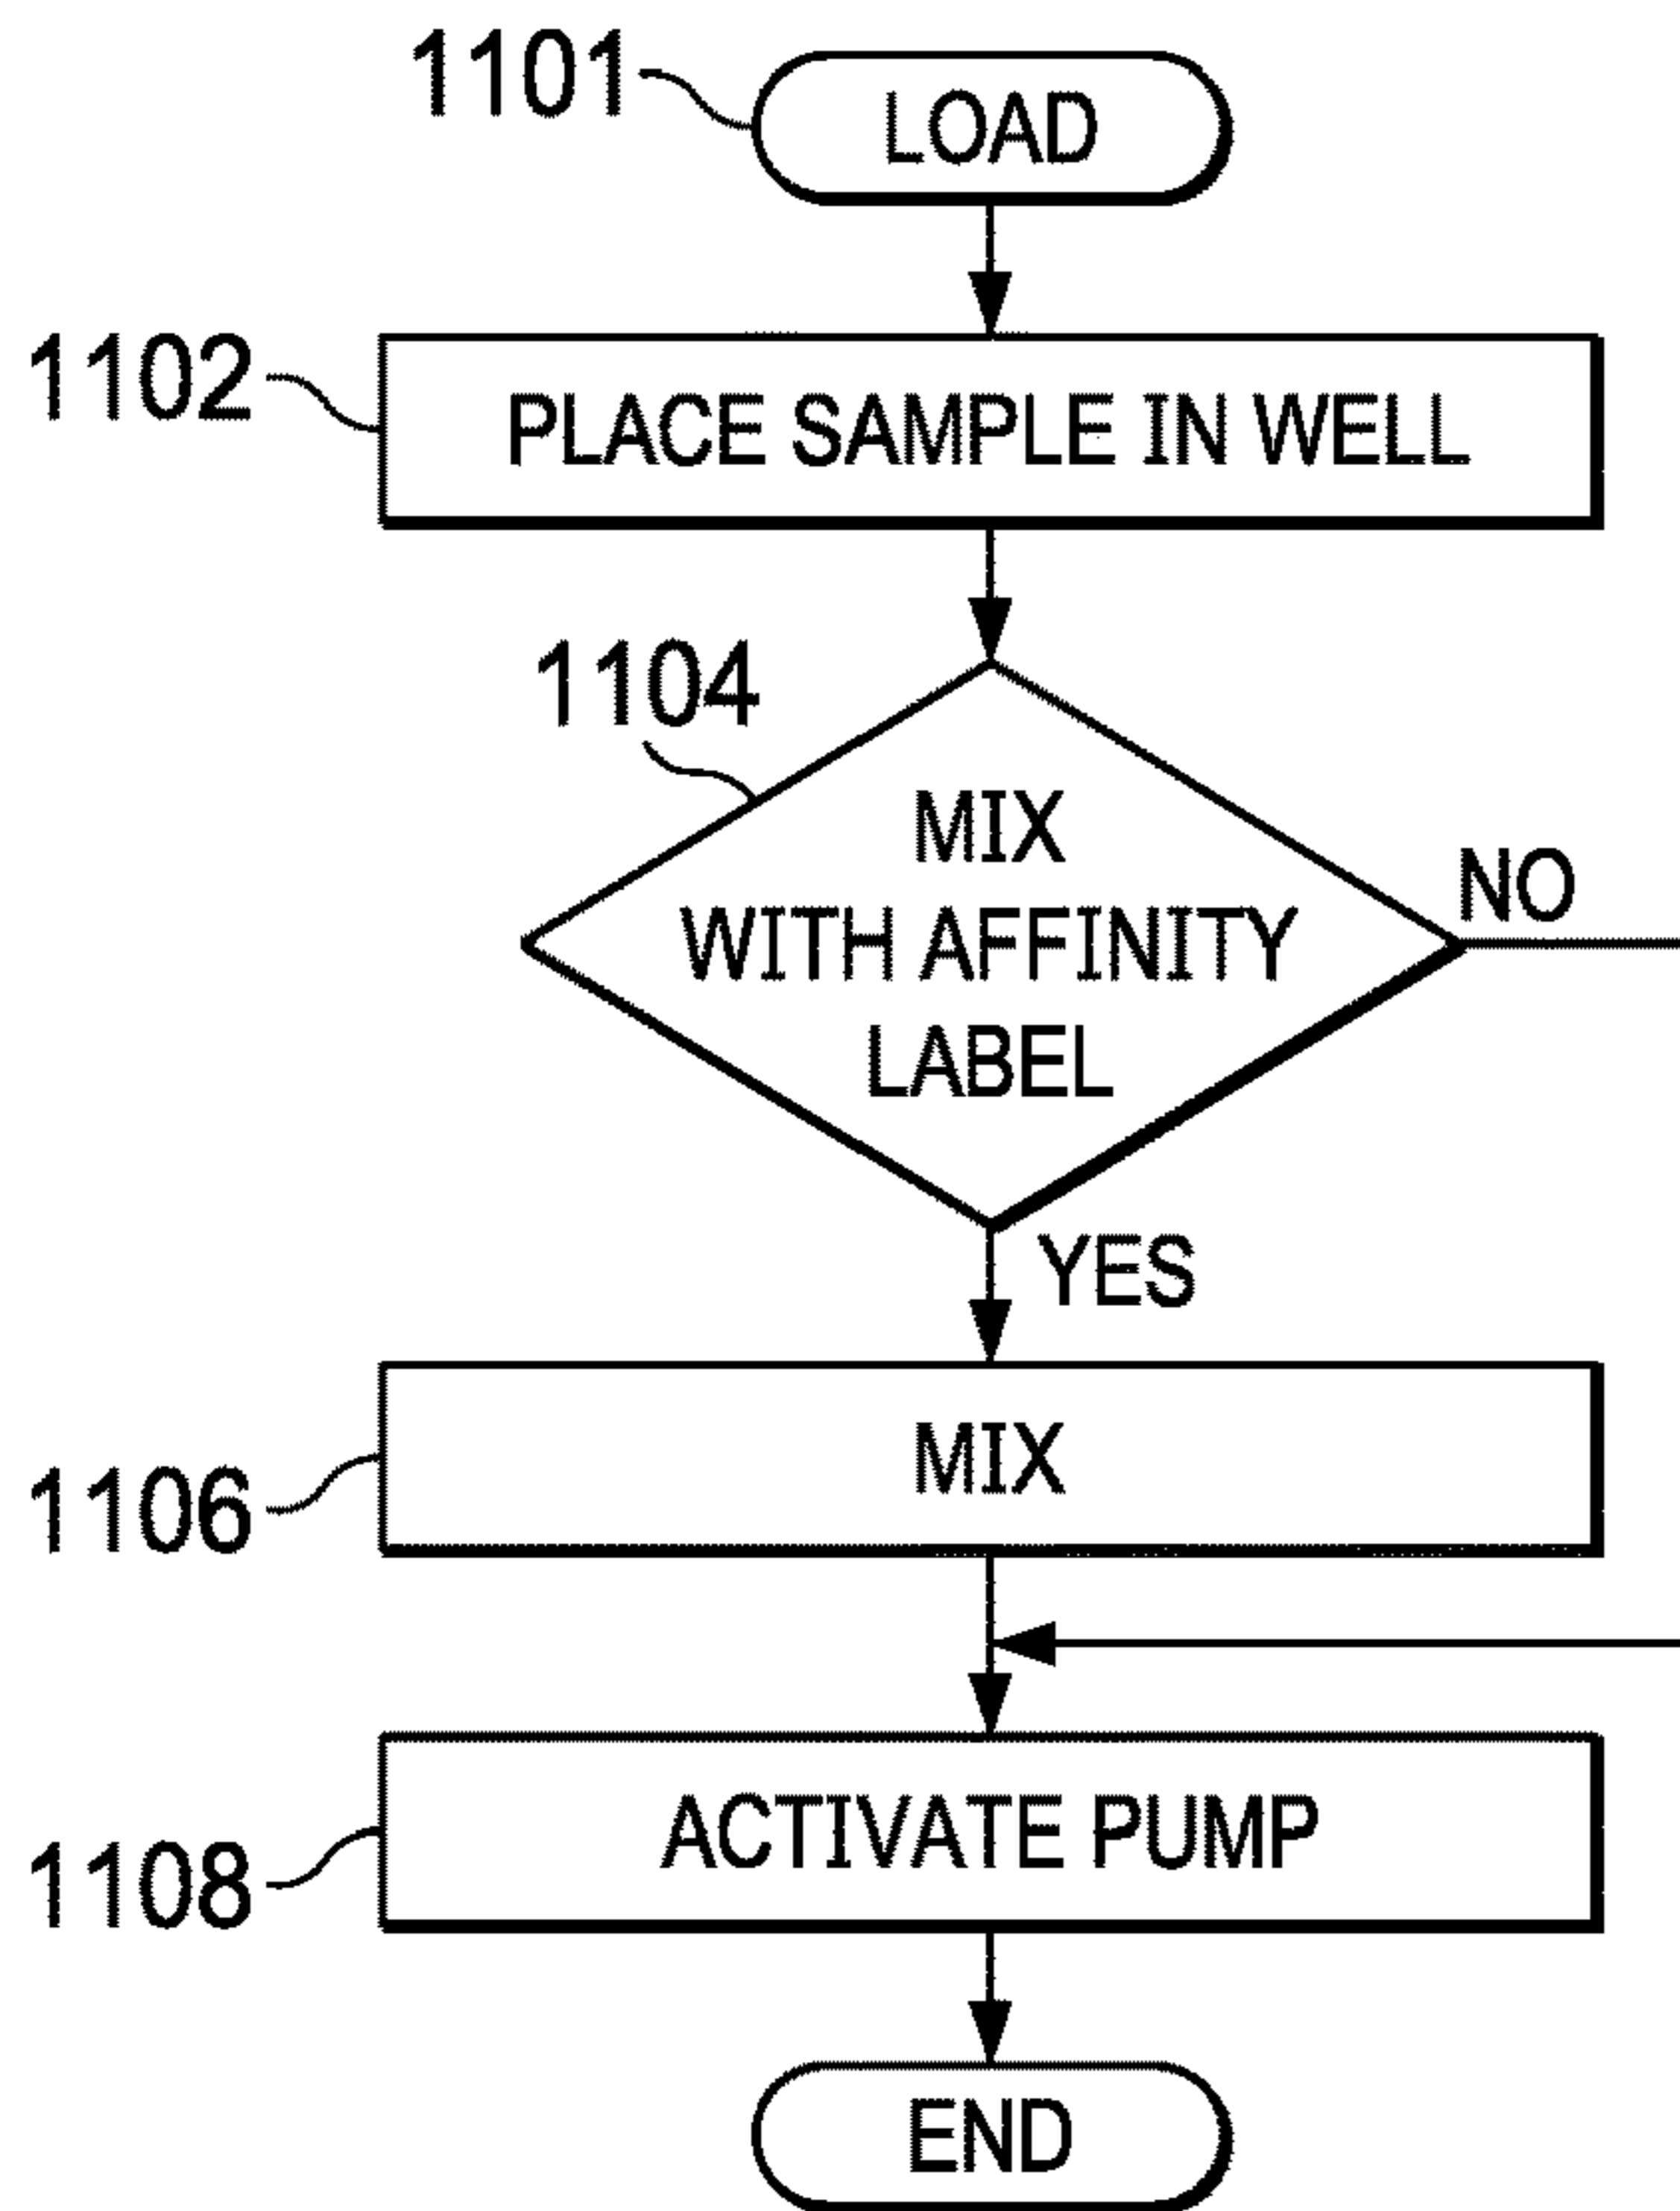 1101
LOAD
1102
PLACE SAMPLE IN WELL
1104
MIX
WITH AFFINITY
LABEL
NO
YES
1106
MIX
1108
ACTIVATE PUMP
END